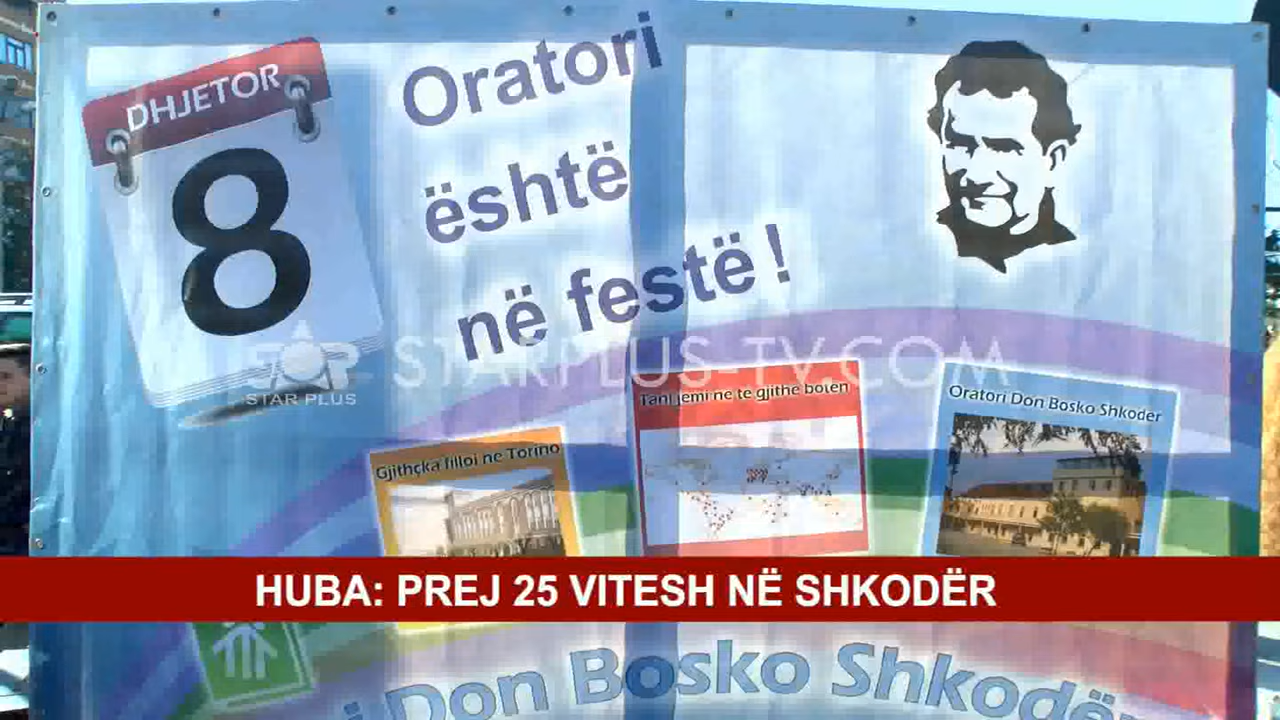 DHJETOR
8
Oratori
është
në festë!
STAR PLUS
STARPLUS-TV.COM
Gjithçka filloi ne Torino
Tani jemi ne te gjithe boten
Oratori Don Bosko Shkoder
HUBA: PREJ 25 VITESH NË SHKODËR
i Don Bosko Shkodër